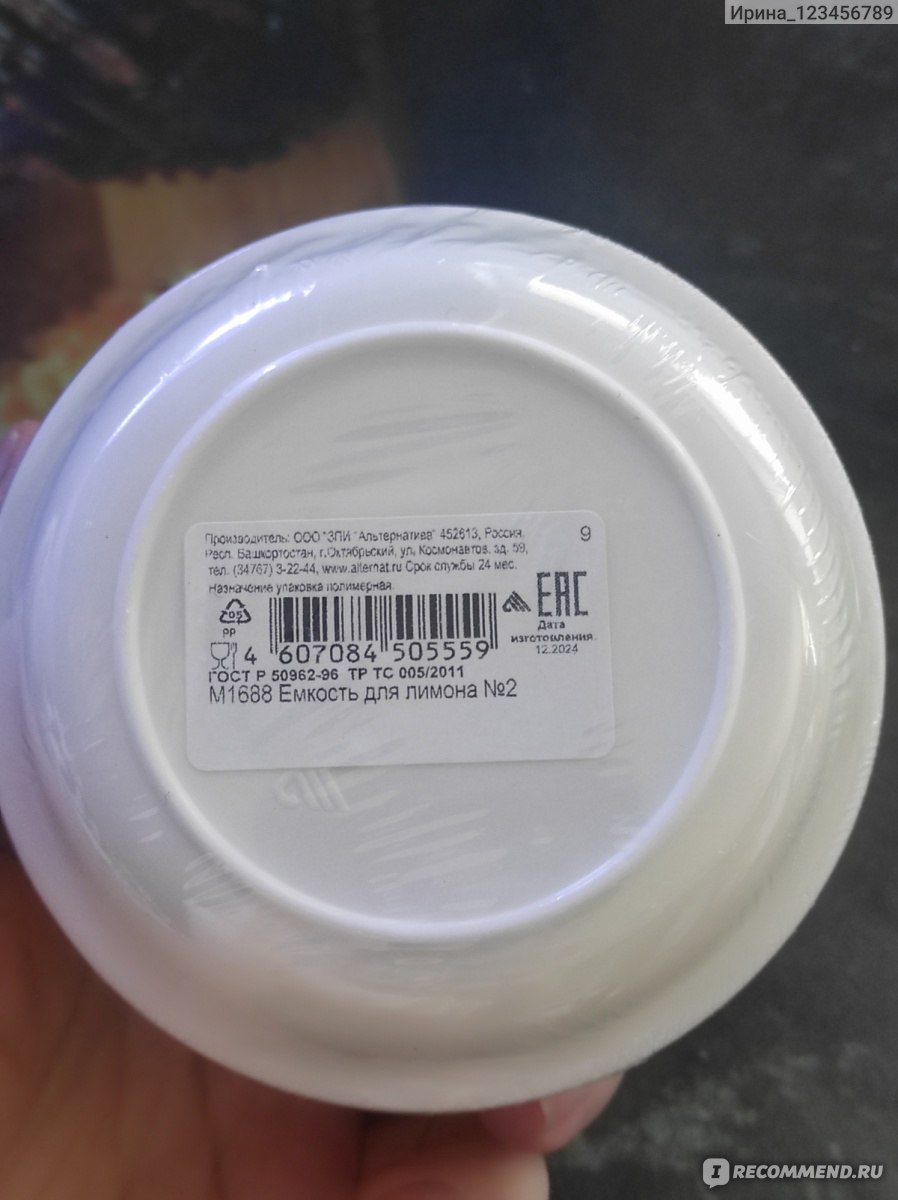 Ирина_123456789
Производитель: ООО "ЗПИ "Альтернатива" 452613, Россия,
Респ. Башкортостан, г.Октябрьский, ул. Космонавтов, зд. 59,
тел. (34767) 3-22-44, www.alternat.ru Срок службы 24 мес.
Назначение упаковка полимерная.
9
05
PP
EAC
Дата
изготовления:
12.2024
4 607084 505559
ГОСТ Р 50962-96 ТР ТС 005/2011
М1688 Емкость для лимона №2
IRECOMMEND.RU